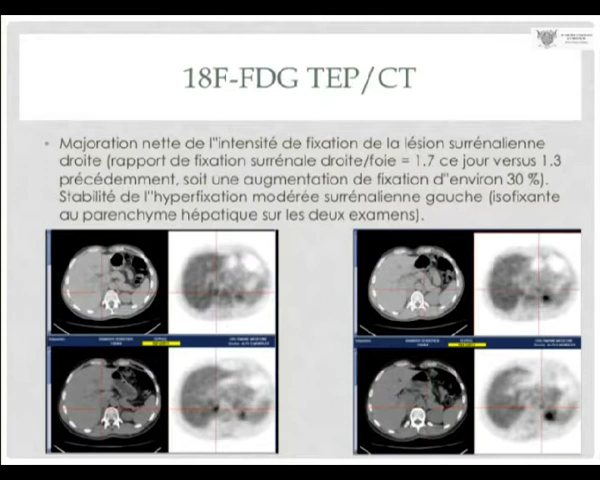 18F-FDG TEP/CT
• Majoration nette de l"intensité de fixation de la lésion surrénalienne
droite (rapport de fixation surrénale droite/foie = 1.7 ce jour versus 1.3
précédemment, soit une augmentation de fixation d"environ 30 %).
Stabilité de l"hyperfixation modérée surrénalienne gauche (isofixante
au parenchyme hépatique sur les deux examens).